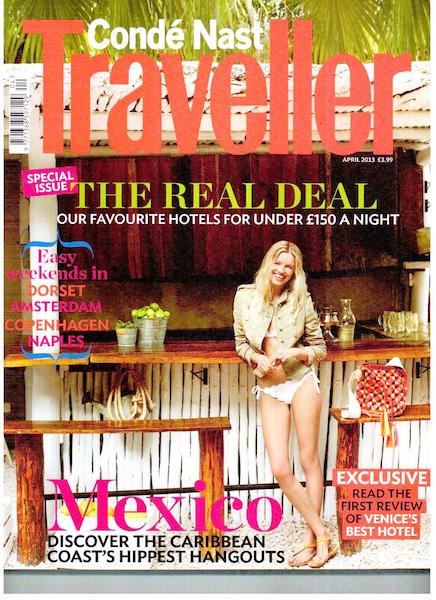 Condé Nast
Traveller
APRIL 2013 £3.99
SPECIAL
ISSUE
THE REAL DEAL
OUR FAVOURITE HOTELS FOR UNDER £150 A NIGHT
Easy
weekends in
DORSET
AMSTERDAM
COPENHAGEN
NAPLES
Mexico
DISCOVER THE CARIBBEAN
COAST'S HIPPEST HANGOUTS
EXCLUSIVE
READ THE
FIRST REVIEW
OF VENICE'S
BEST HOTEL